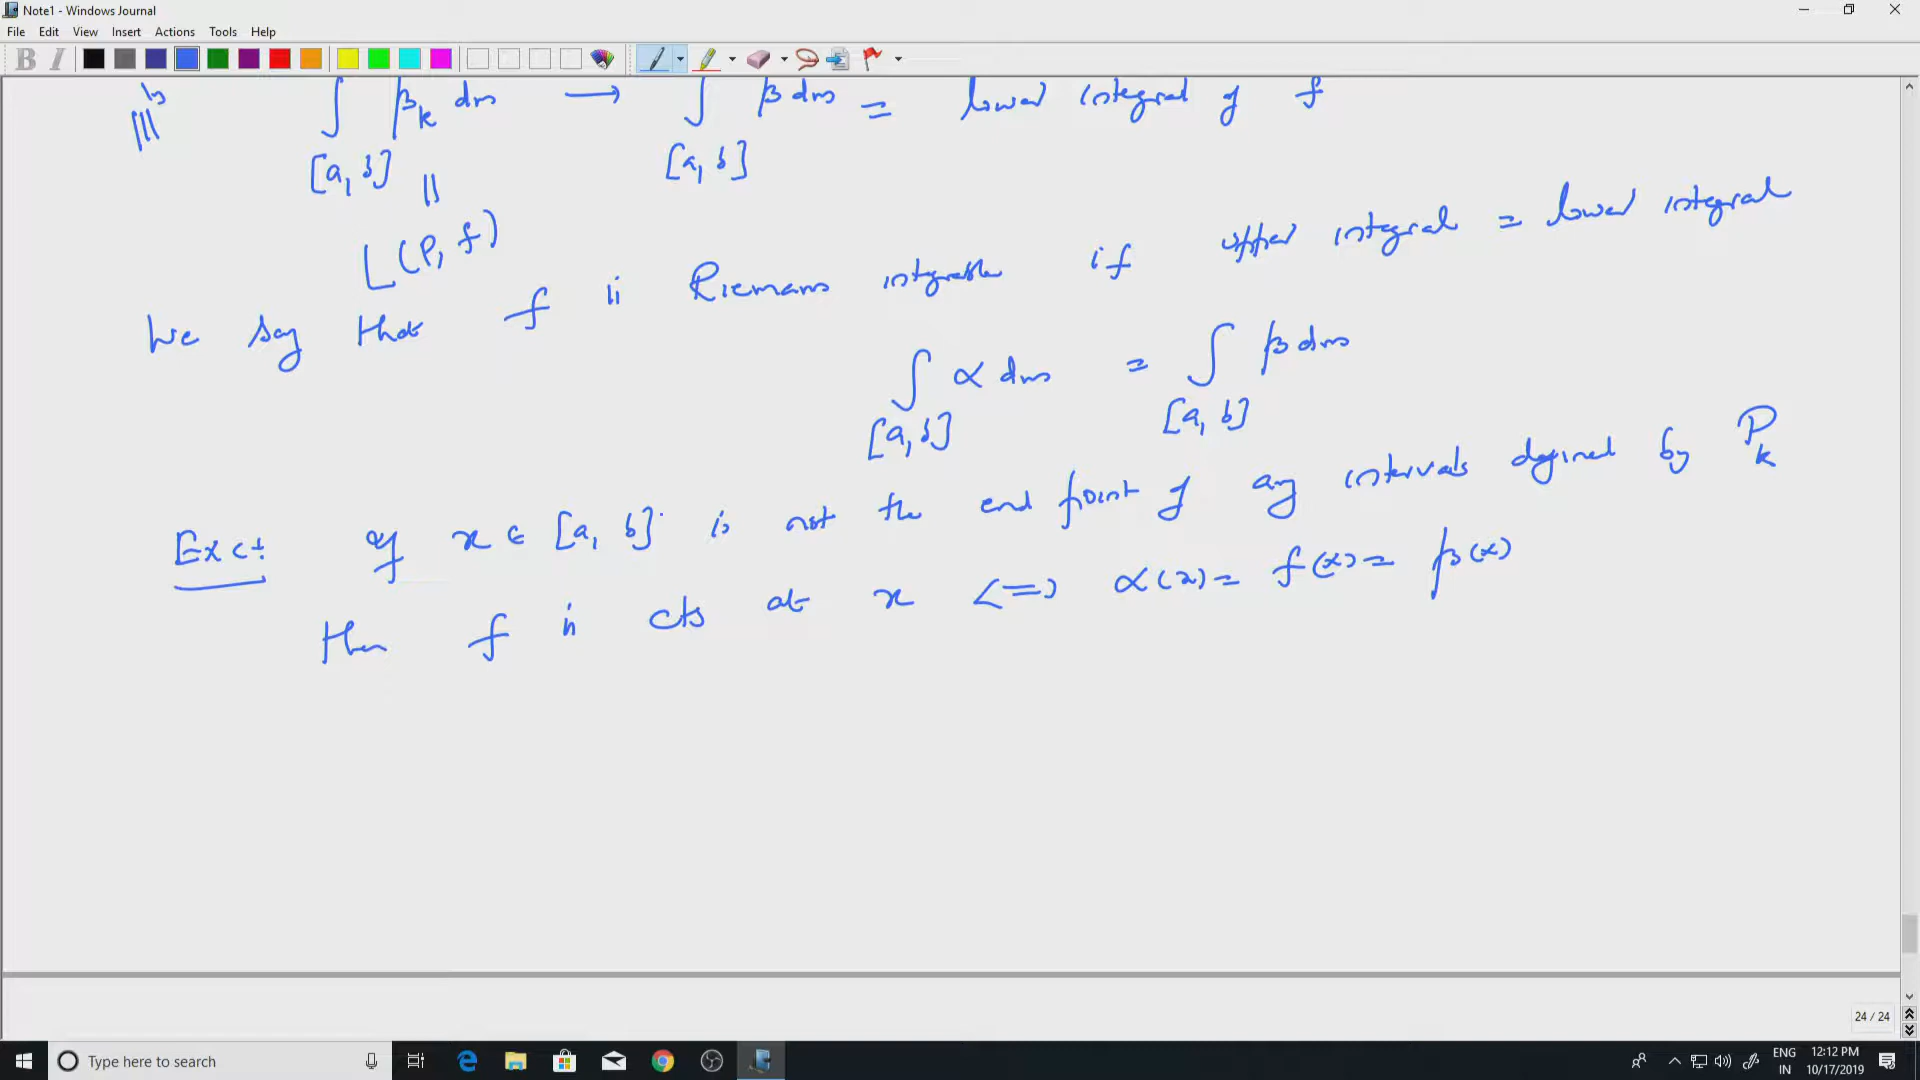 Note1 - Windows Journal
File Edit View Insert Actions Tools Help
B I
|||ly ∫[a, b] βk dm → ∫[a, b] β dm = lower integral of f
||
L(P, f)
We say that f is Riemann integrable if upper integral = lower integral
∫[a, b] α dm = ∫[a, b] β dm
Exc: If x ∈ [a, b] is not the end point of any intervals defined by Pk
then f is cts at x <=> α(x) = f(x) = β(x)
24 / 24
Type here to search
ENG
IN
12:12 PM
10/17/2019